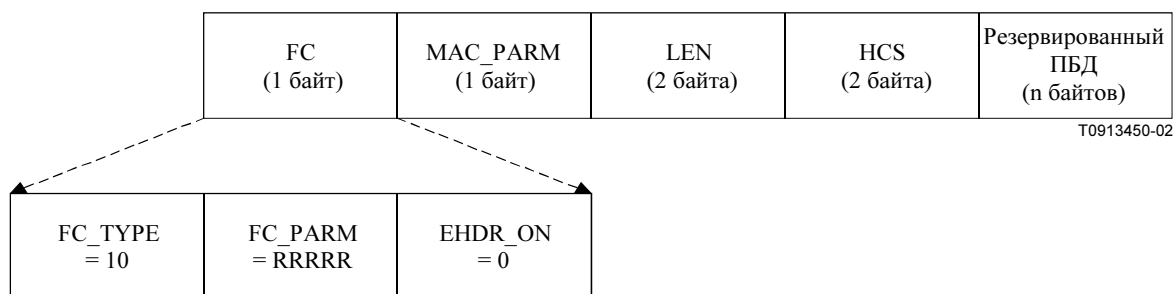 FC
(1 байт)
MAC_PARM
(1 байт)
LEN
(2 байта)
HCS
(2 байта)
Резервированный
ПБД
(n байтов)
T0913450-02
FC_TYPE
= 10
FC_PARM
= RRRRR
EHDR_ON
= 0